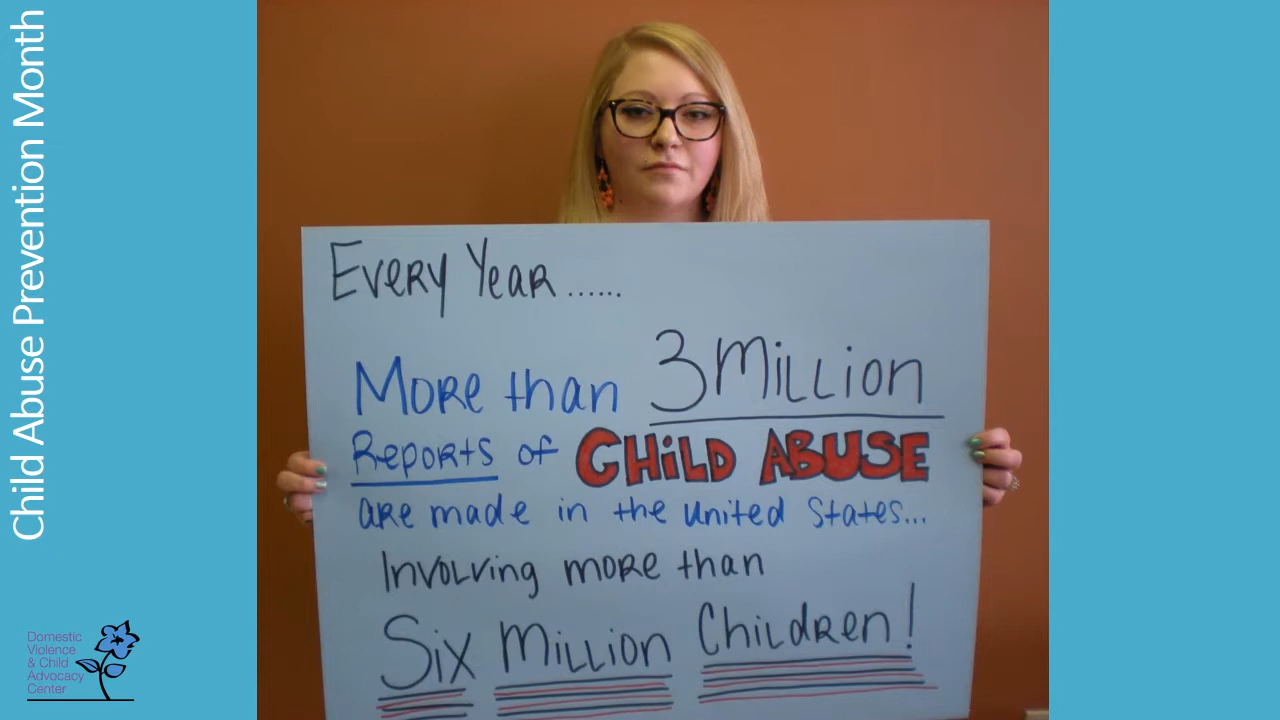 Child Abuse Prevention Month
Every Year......
More than 3 Million
Reports of CHILD ABUSE
are made in the United States...
Involving more than
Six Million Children!
Domestic
Violence
& Child
Advocacy
Center